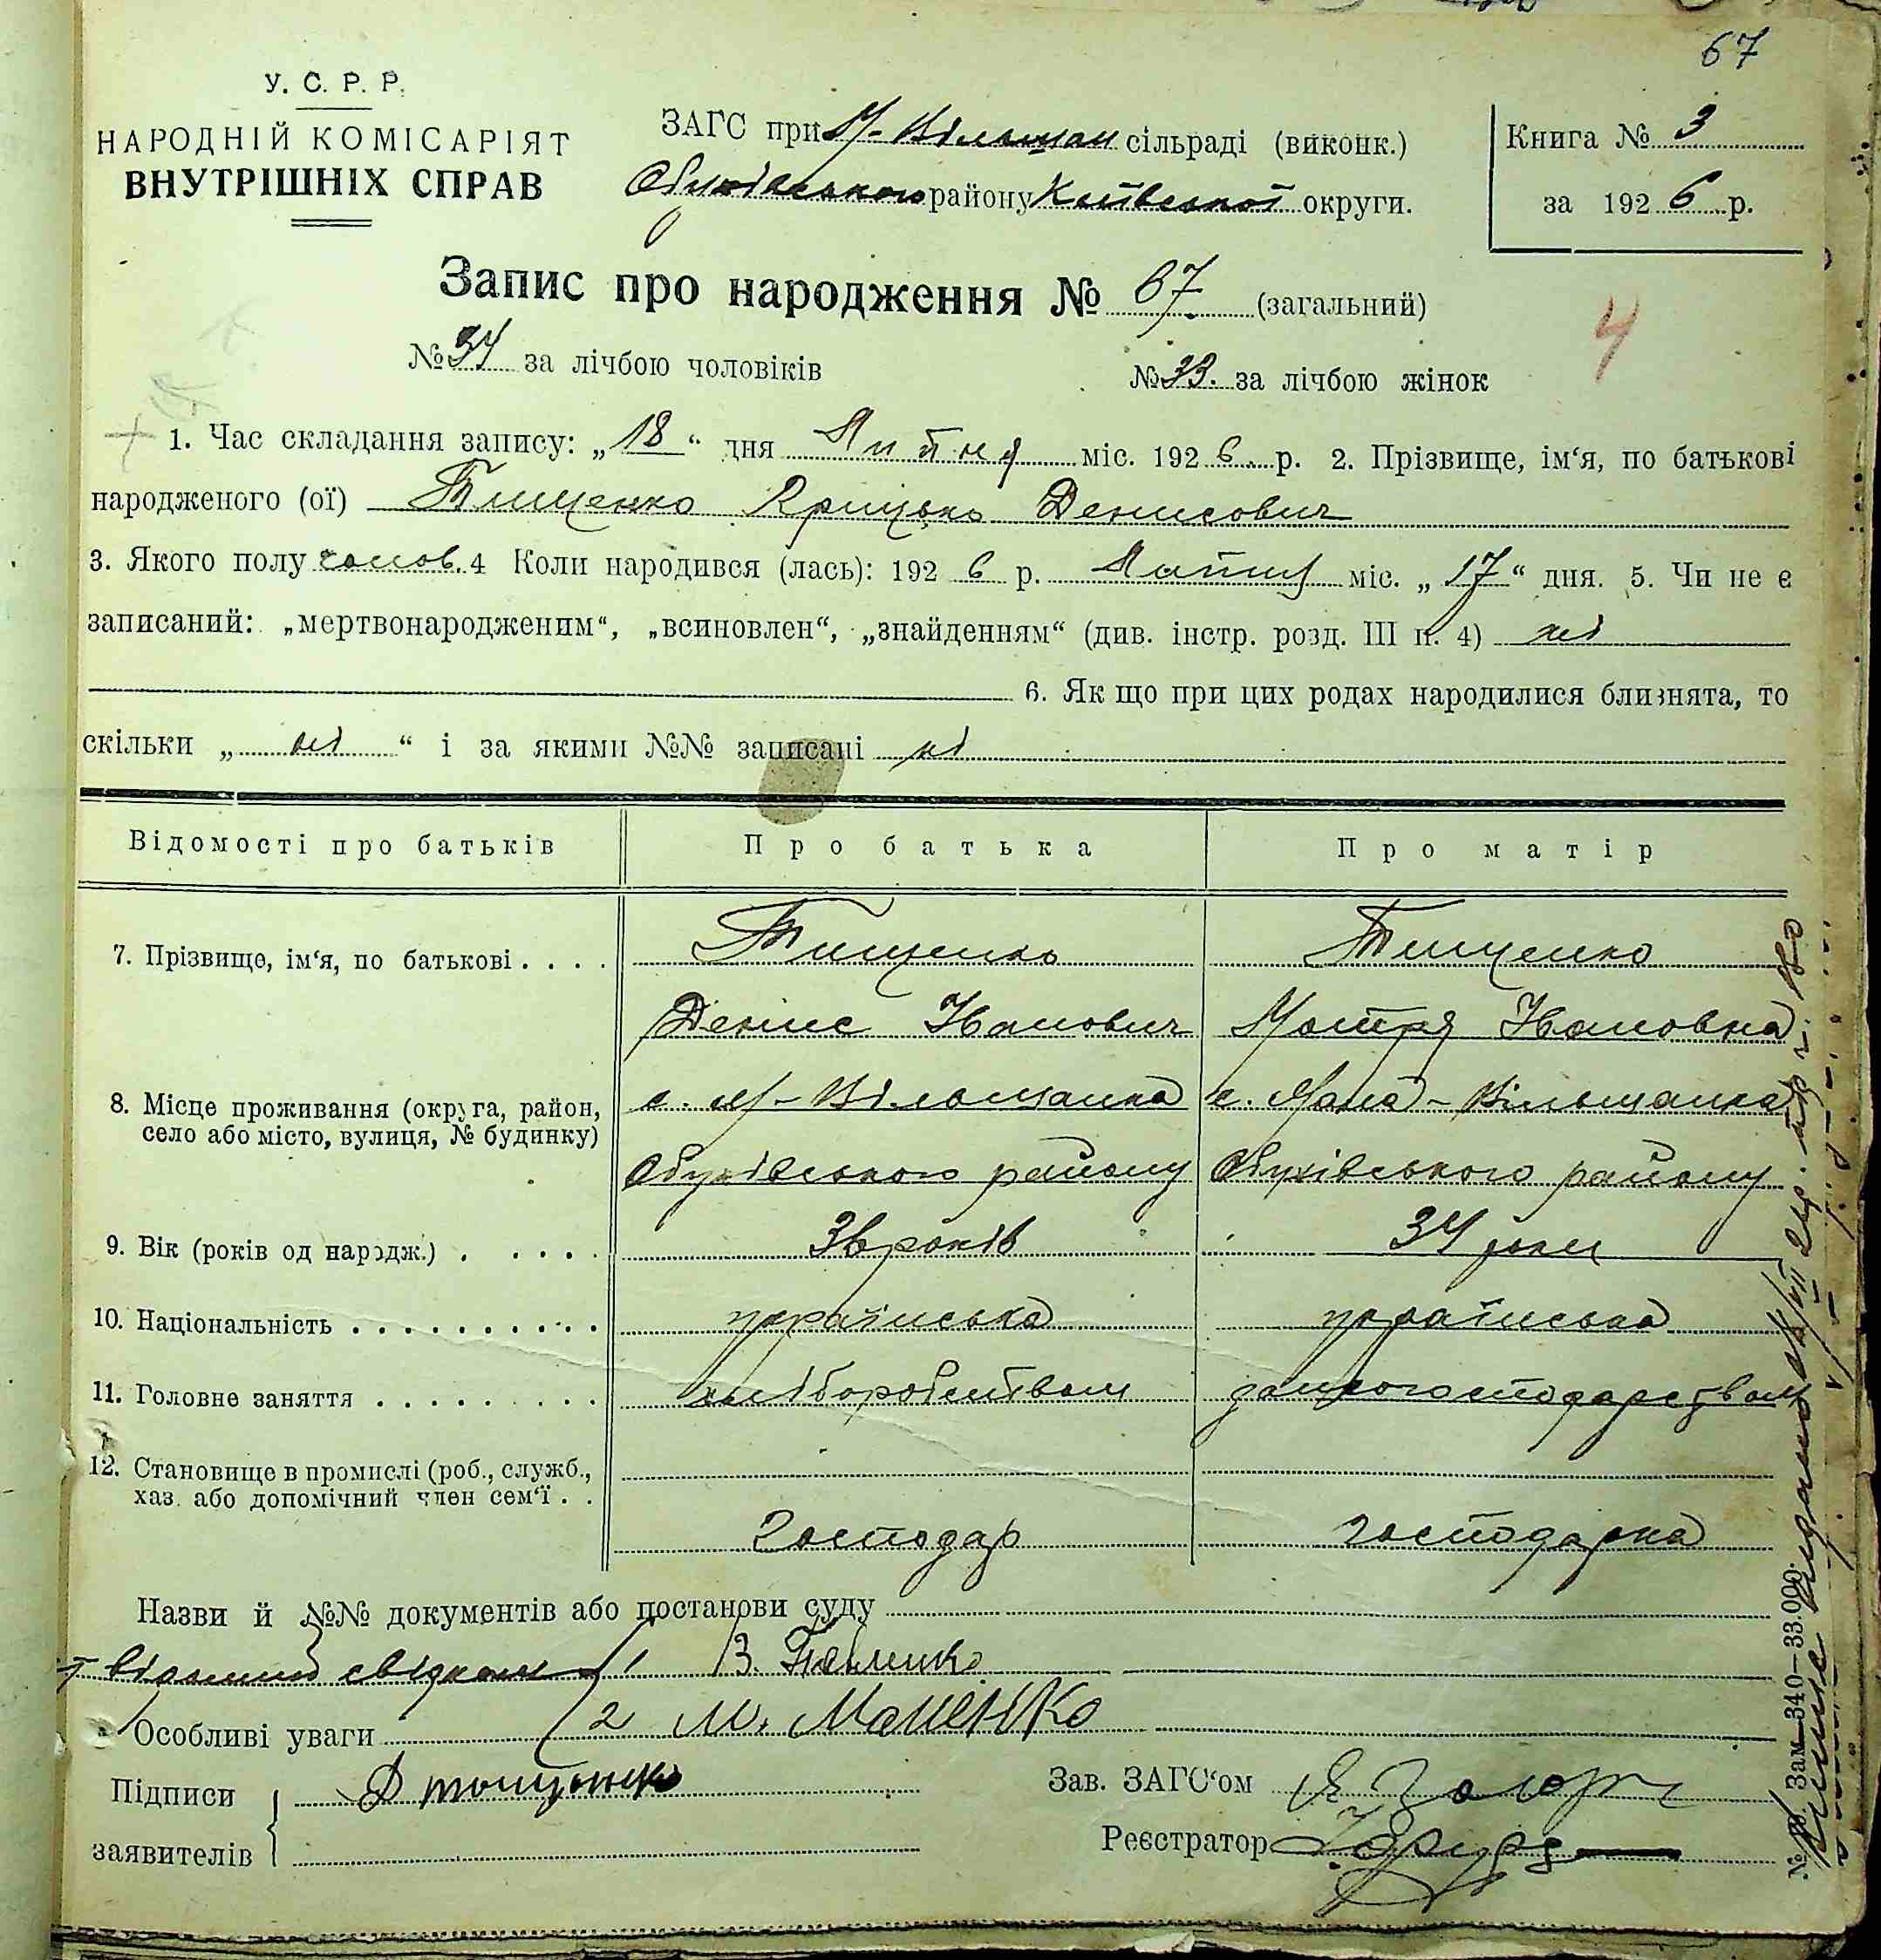 67
У. С. Р. Р.
НАРОДНІЙ КОМІСАРІЯТ
ВНУТРІШНІХ СПРАВ
ЗАГС при М-Вільшан сільраді (виконк.)
Обухівського району Київської округи.
Книга № 3
за 1926 р.
Запис про народження № 67. (загальний)
4
№ 34 за лічбою чоловіків
№ 33. за лічбою жінок
1. Час складання запису: „18“ дня Липня міс. 1926. р. 2. Прізвище, ім‘я, по батькові
народженого (ої) Тищенко Грицько Денисович
3. Якого полу чолов. 4 Коли народився (лась): 1926 р. Липня міс. „17“ дня. 5. Чи не є
записаний: „мертвонародженим“, „всиновлен“, „знайденням“ (див. інстр. розд. III п. 4) ні
6. Як що при цих родах народилися близнята, то
скільки „ ні “ і за якими №№ записані ні
Відомості про батьків Про батька Про матір
7. Прізвище, ім‘я, по батькові . . . . Тищенко Тищенко
Денис Іванович Мотря Івановна
8. Місце проживання (округа, район, с. М-Вільшанка с. Мала-Вільшанка
село або місто, вулиця, № будинку)
Обухівського району Обухівського району
9. Вік (років од нарэдж.) . . . . . 36 років 34 роки
10. Національність . . . . . . . . . . українська українська
11. Головне заняття . . . . . . . . . хліборобством домогосподарством
12. Становище в промислі (роб., служб.,
хаз. або допомічний член сем‘ї . .
Господар господарка
Назви й №№ документів або постанови суду
свідками 1 В.
Особливі уваги 2 М. Маценко
Підписи
заявителів
Д тищенко
Зав. ЗАГС‘ом
Реєстратор
№ Зам 340—33.000.